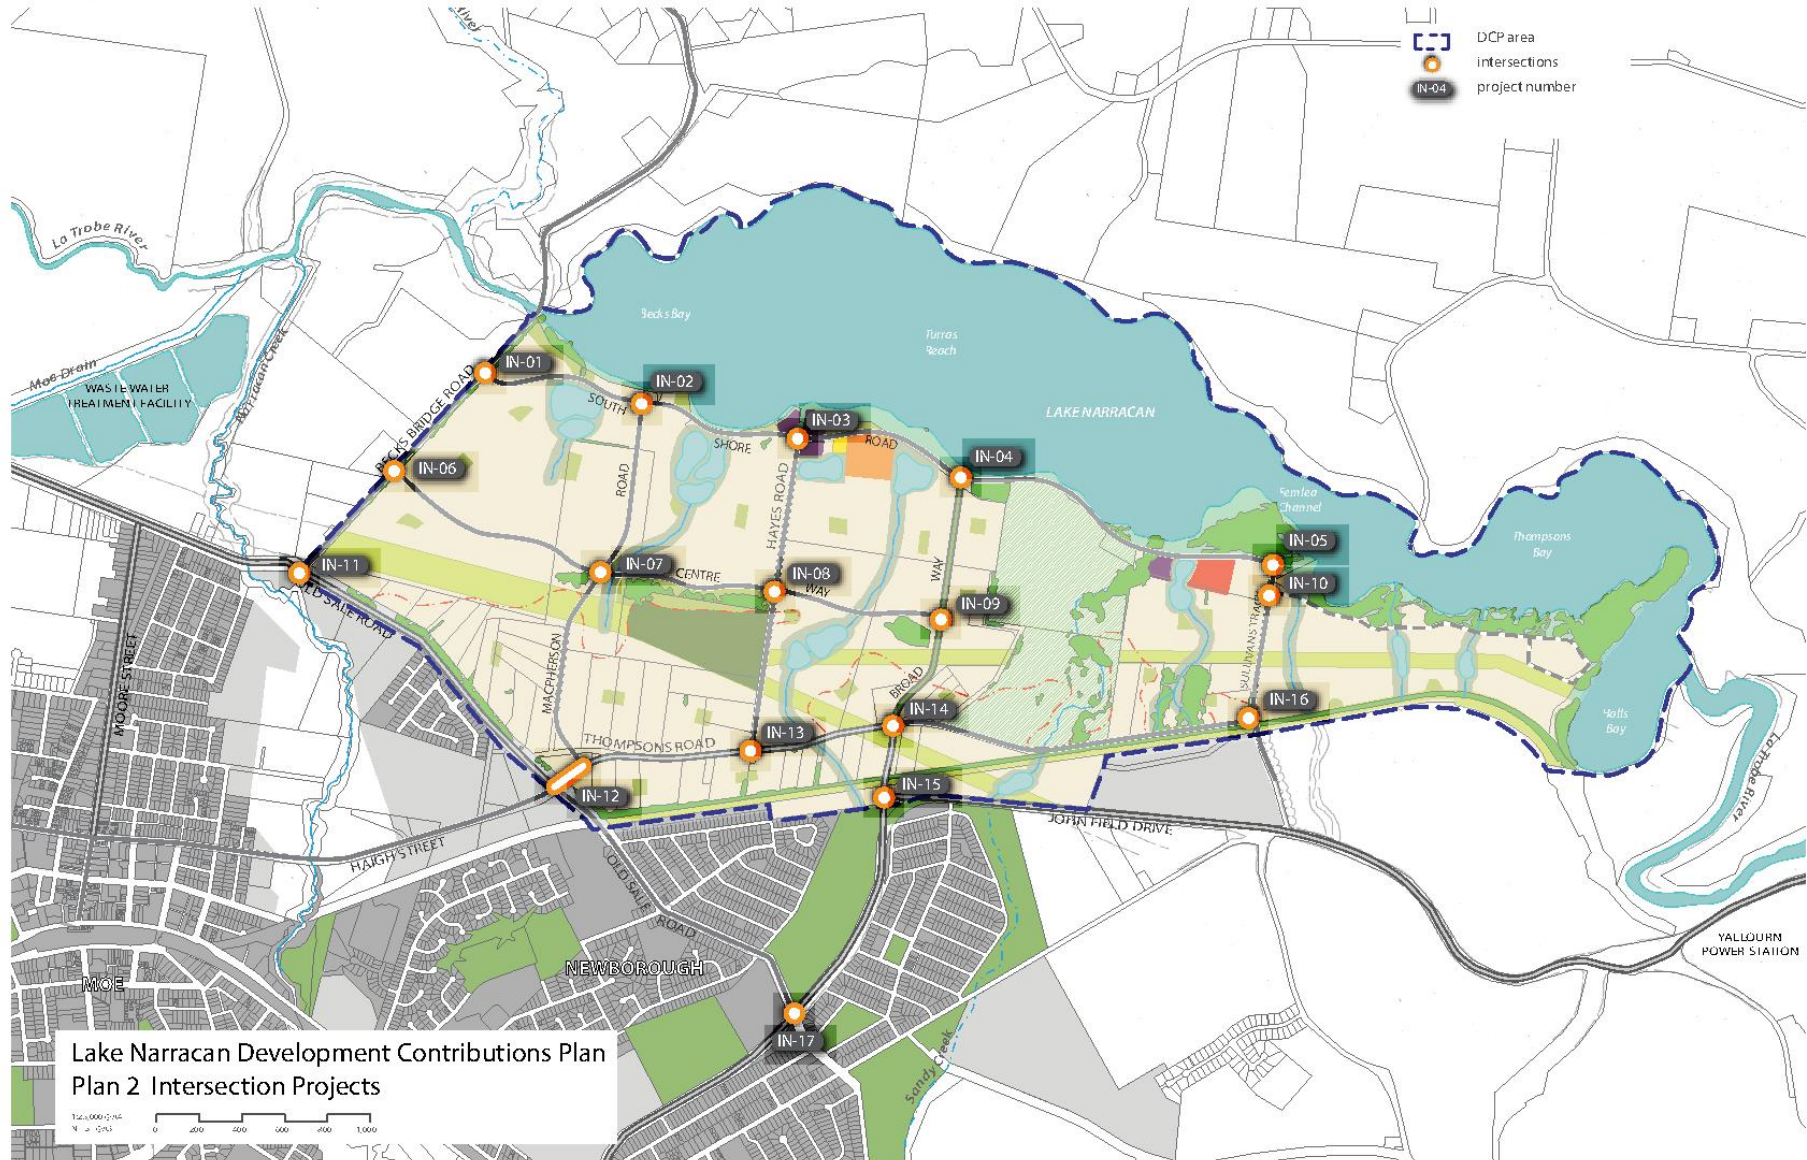 DCP area
intersections
IN-04 project number
River
La Trobe River
Becks Bay
Turras
Reach
Narracan Creek
Moe Drain
WASTE WATER
TREATMENT FACILITY
BECKS BRIDGE ROAD
IN-01
IN-02
SOUTH
SHORE
ROAD
IN-03
LAKE NARRACAN
IN-04
IN-06
ROAD
HAYES ROAD
Fernlea
Channel
Thompsons
Bay
IN-05
IN-11
IN-07
CENTRE
IN-08
WAY
WAY
IN-10
IN-09
OLD SALE ROAD
MOORE STREET
MACPHERSON
SULLIVANS TRACK
BROAD
IN-14
IN-16
Halls
Bay
THOMPSONS ROAD
IN-13
La Trobe River
IN-12
IN-15
JOHN FIELD DRIVE
HAIGH STREET
OLD SALE ROAD
YALLOURN
POWER STATION
NEWBOROUGH
MOE
IN-17
Sandy Creek
Lake Narracan Development Contributions Plan
Plan 2 Intersection Projects
0 200 400 600 800 1,000